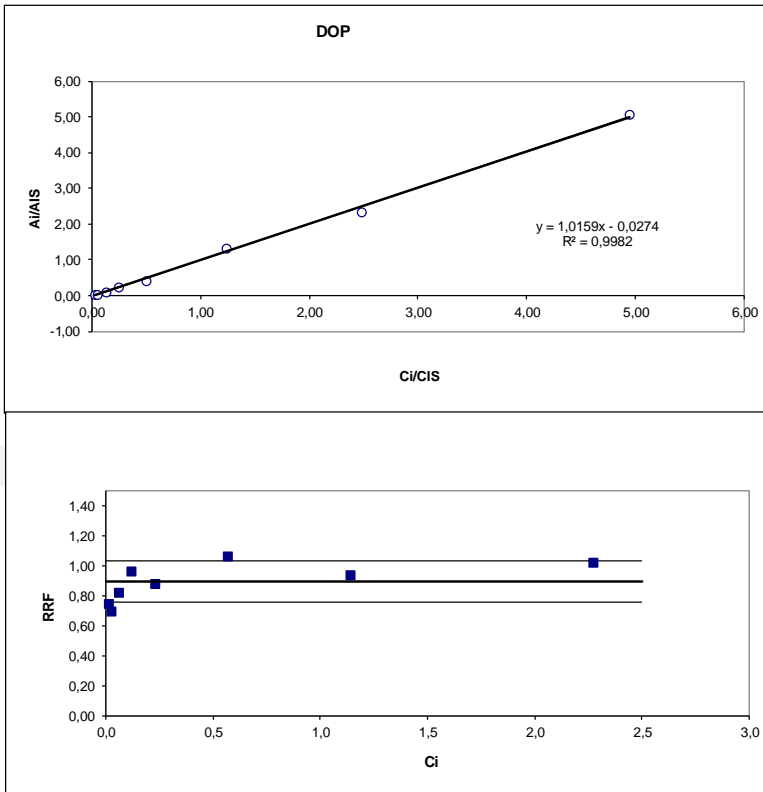 DOP
6,00
5,00
4,00
3,00
2,00
1,00
0,00
-1,00
Ai/AIS
y = 1,0159x - 0,0274
R² = 0,9982
0,00 1,00 2,00 3,00 4,00 5,00 6,00
Ci/CIS
1,40
1,20
1,00
0,80
0,60
0,40
0,20
0,00
RRF
0,0 0,5 1,0 1,5 2,0 2,5 3,0
Ci